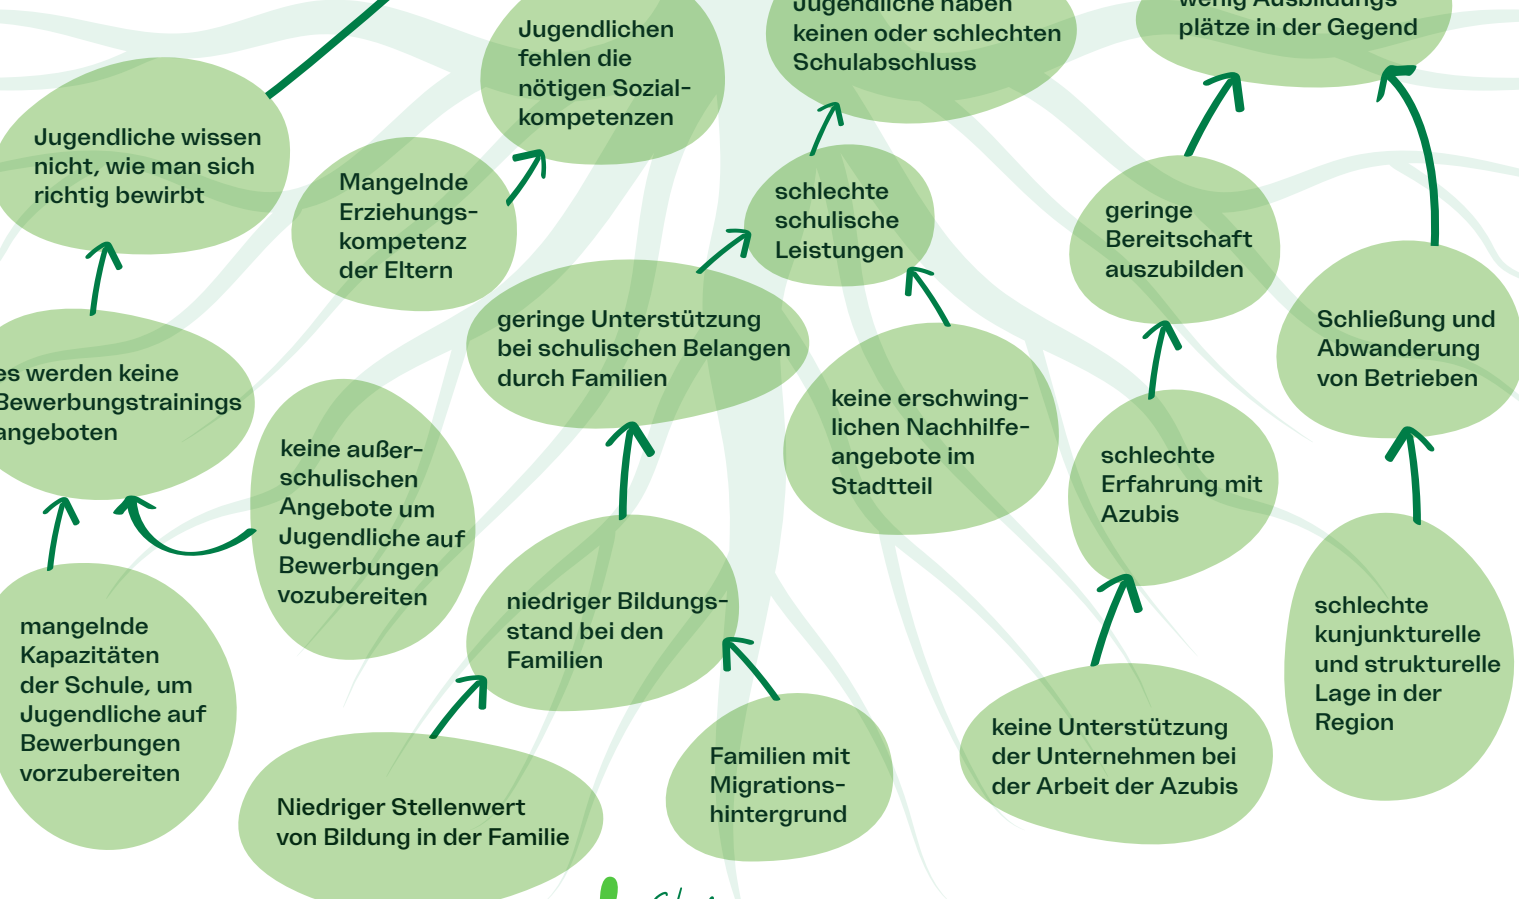 Jugendlichen
fehlen die
nötigen Sozial-
kompetenzen
Jugendliche haben
keinen oder schlechten
Schulabschluss
wenig Ausbildungs-
plätze in der Gegend
Jugendliche wissen
nicht, wie man sich
richtig bewirbt
Mangelnde
Erziehungs-
kompetenz
der Eltern
schlechte
schulische
Leistungen
geringe
Bereitschaft
auszubilden
geringe Unterstützung
bei schulischen Belangen
durch Familien
Schließung und
Abwanderung
von Betrieben
es werden keine
Bewerbungstrainings
angeboten
keine erschwing-
lichen Nachhilfe-
angebote im
Stadtteil
keine außer-
schulischen
Angebote um
Jugendliche auf
Bewerbungen
vozubereiten
schlechte
Erfahrung mit
Azubis
niedriger Bildungs-
stand bei den
Familien
schlechte
kunjunkturelle
und strukturelle
Lage in der
Region
mangelnde
Kapazitäten
der Schule, um
Jugendliche auf
Bewerbungen
vorzubereiten
Familien mit
Migrations-
hintergrund
keine Unterstützung
der Unternehmen bei
der Arbeit der Azubis
Niedriger Stellenwert
von Bildung in der Familie